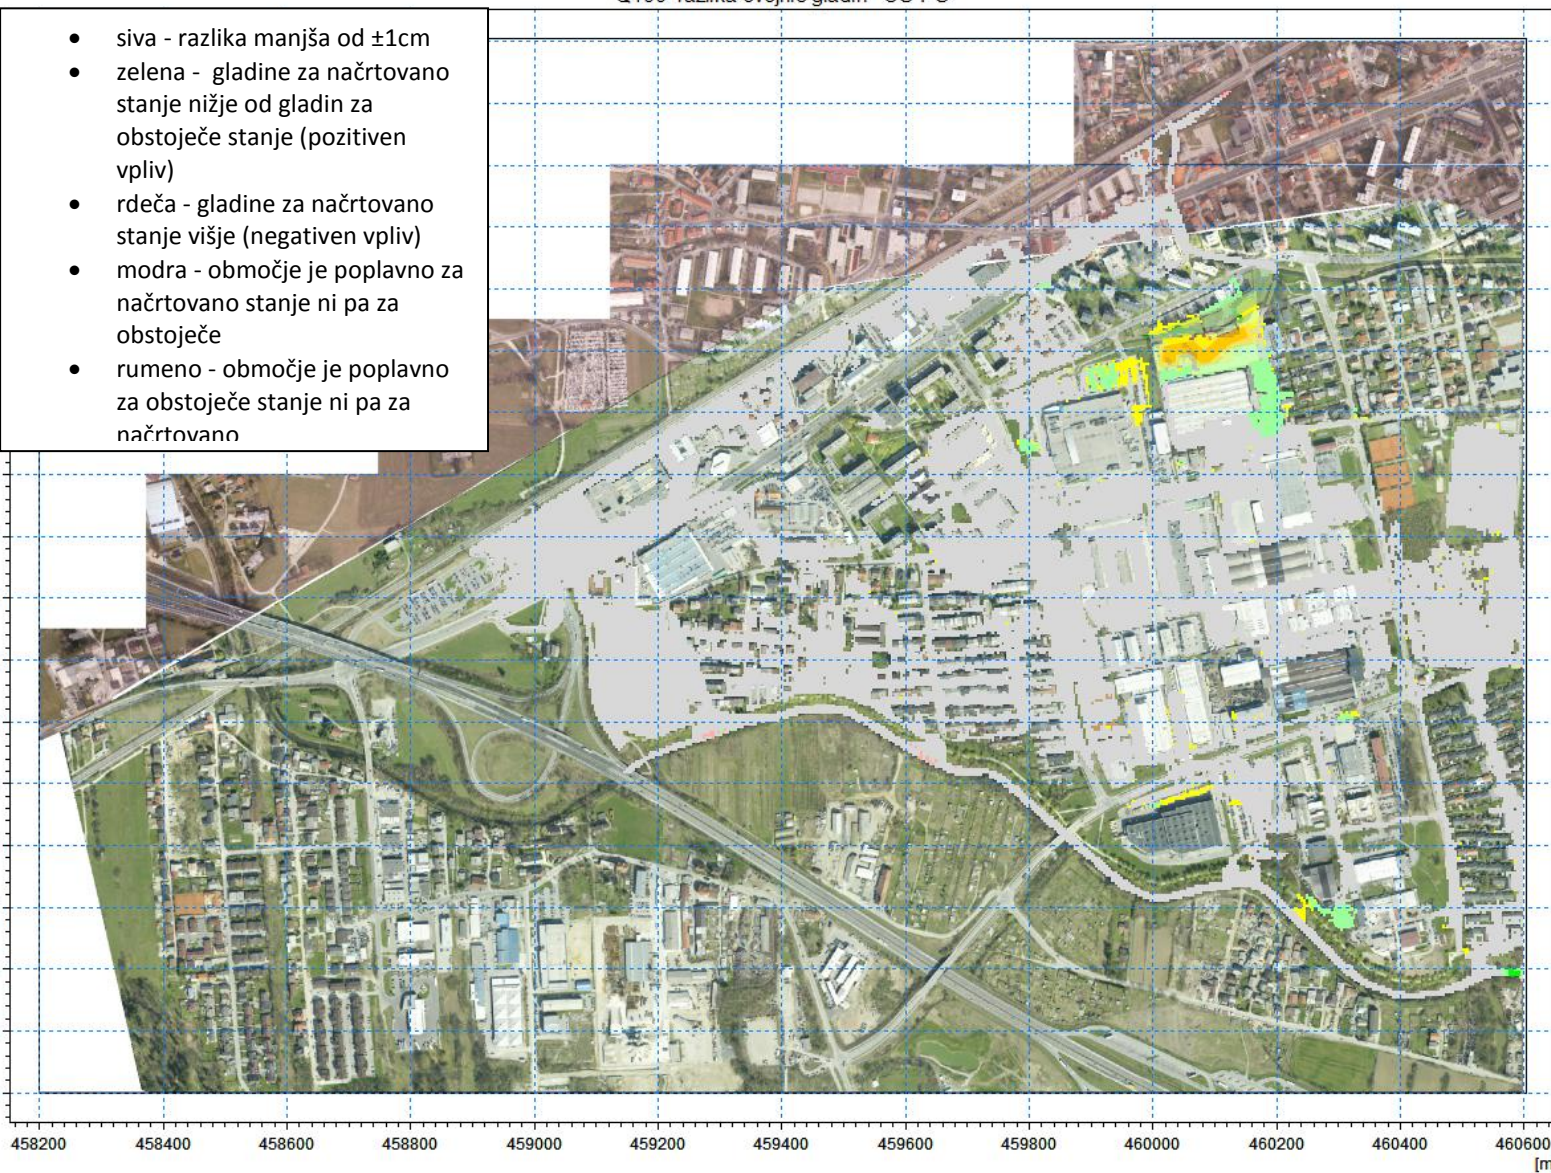 • siva - razlika manjša od ±1cm
• zelena - gladine za načrtovano
stanje nižje od gladin za
obstoječe stanje (pozitiven
vpliv)
• rdeča - gladine za načrtovano
stanje višje (negativen vpliv)
• modra - območje je poplavno za
načrtovano stanje ni pa za
obstoječe
• rumeno - območje je poplavno
za obstoječe stanje ni pa za
načrtovano
458200 458400 458600 458800 459000 459200 459400 459600 459800 460000 460200 460400 460600